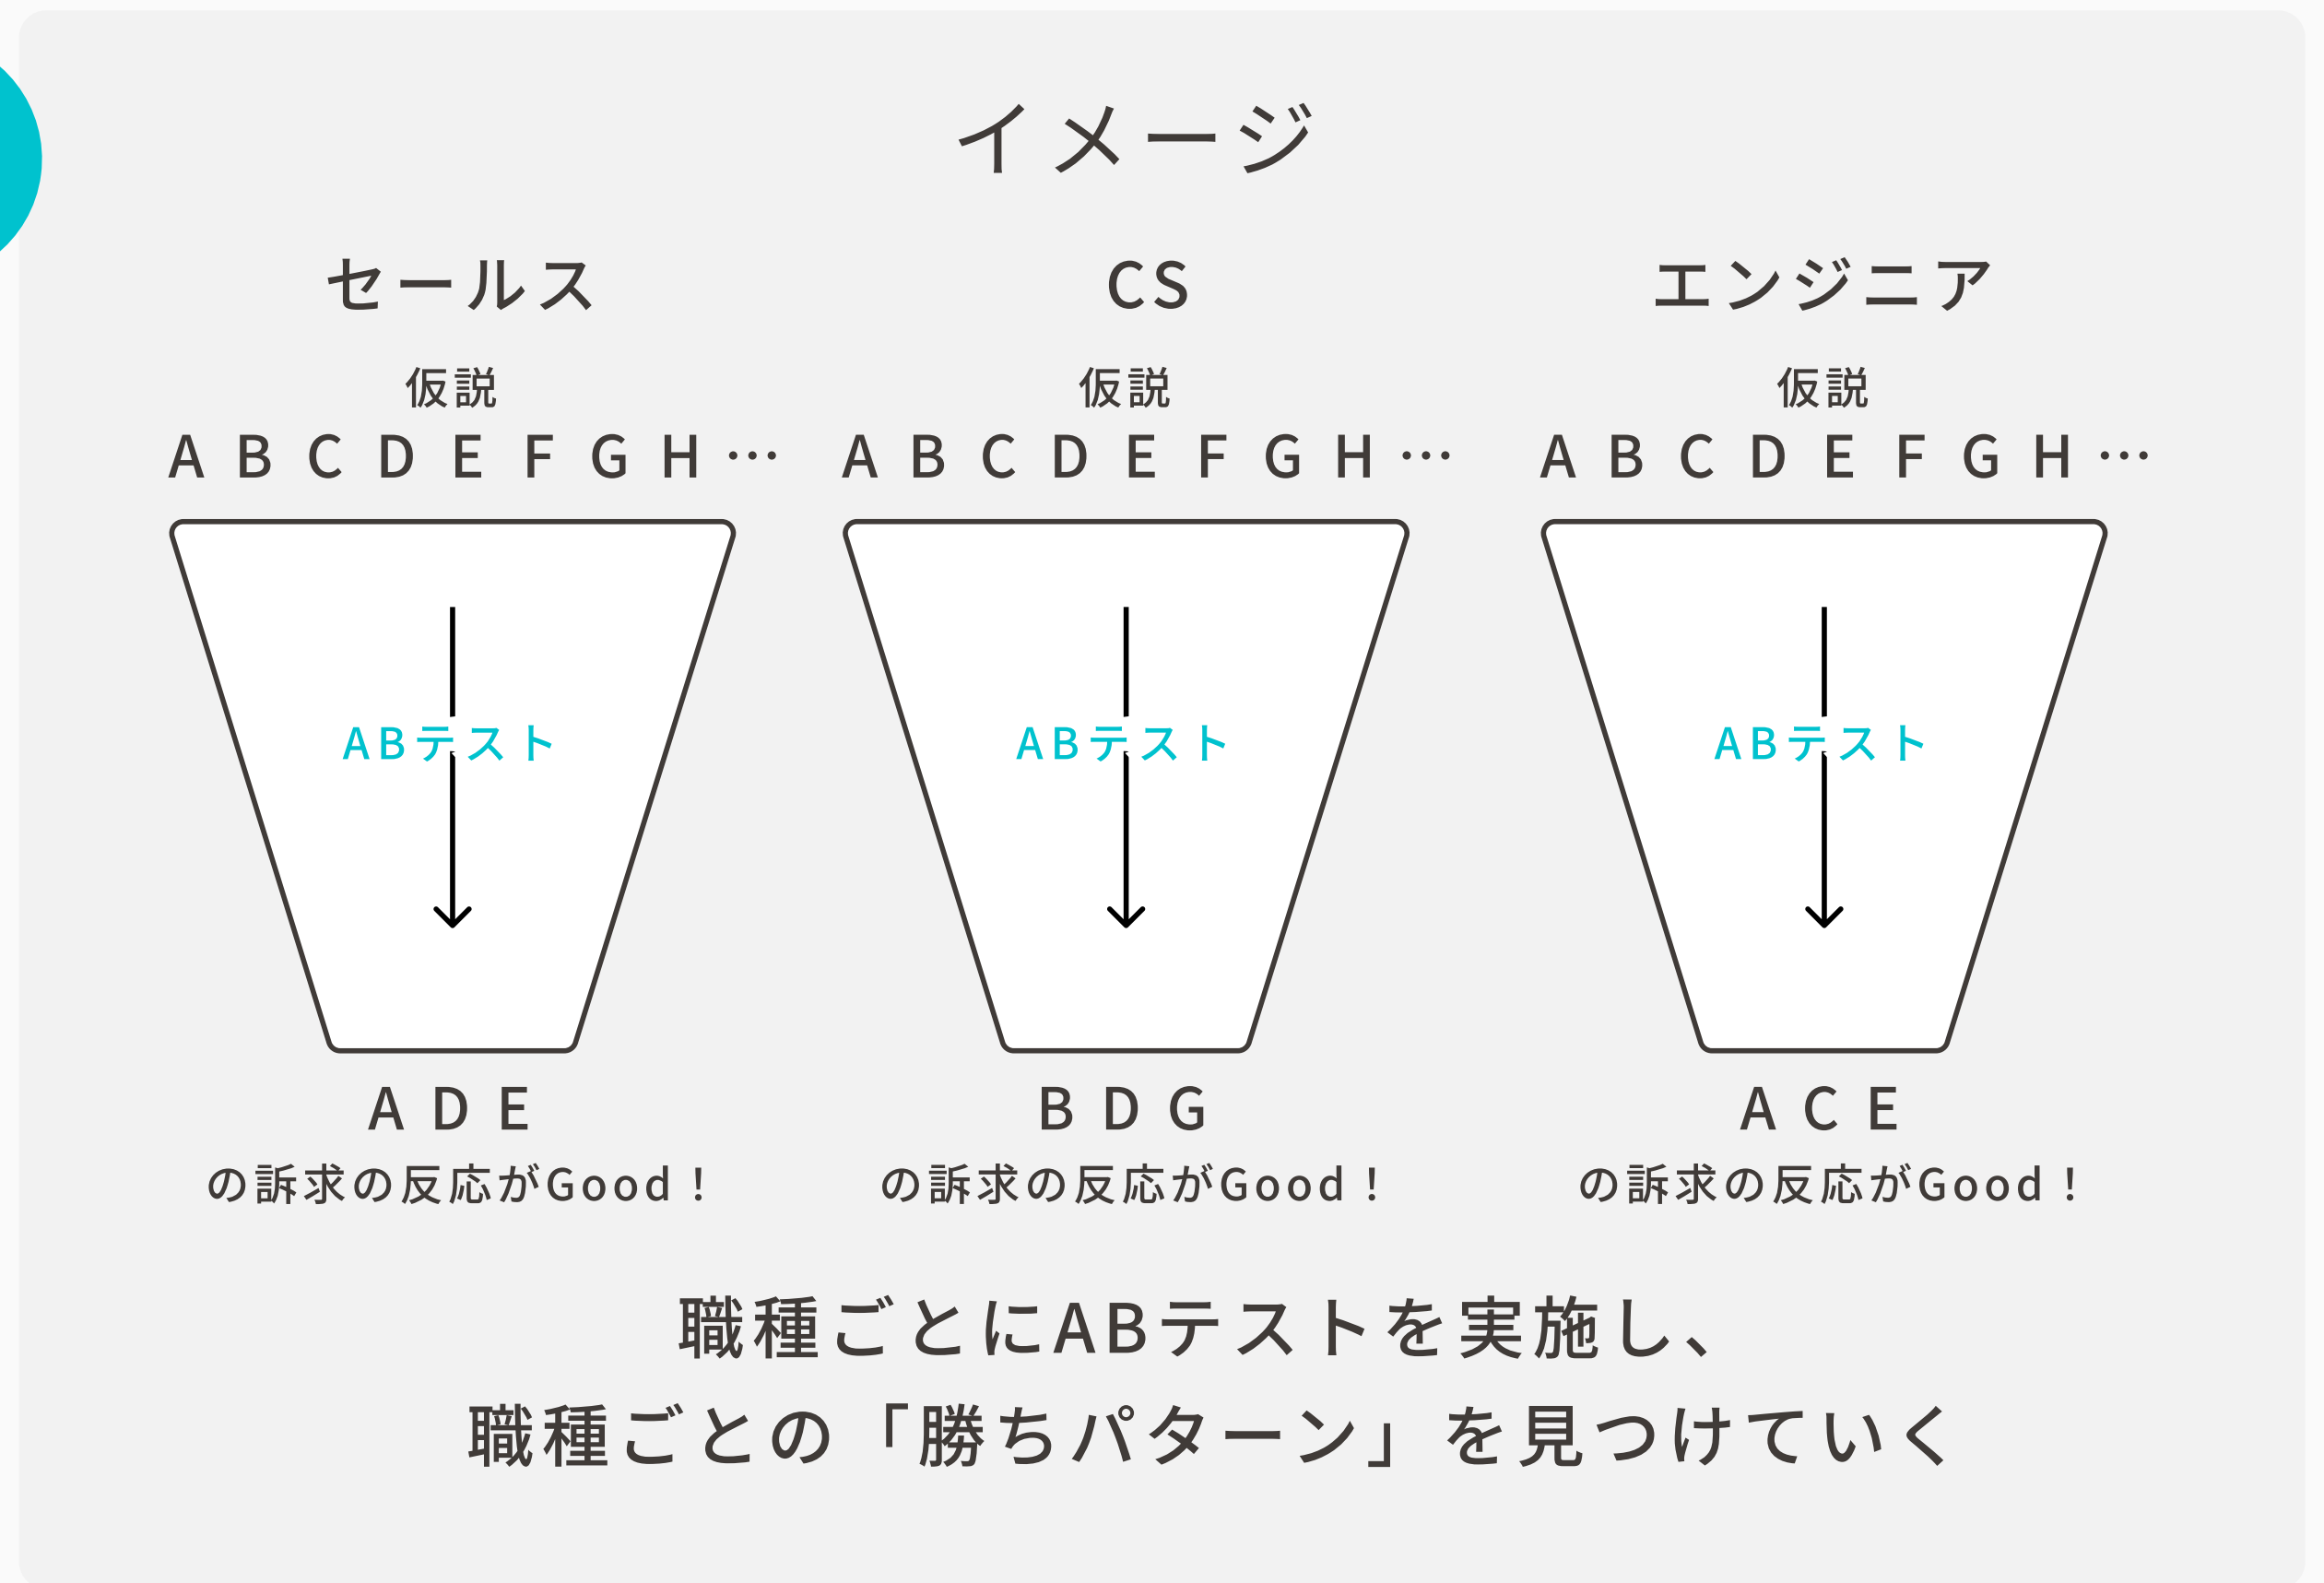 イメージ
セールス
仮説
A B C D E F G H …
ABテスト
A D E
の訴求の反応がGood！
CS
仮説
A B C D E F G H …
ABテスト
B D G
の訴求の反応がGood！
エンジニア
仮説
A B C D E F G H …
ABテスト
A C E
の訴求の反応がGood！
職種ごとにABテストを実施し、
職種ごとの「勝ちパターン」を見つけていく